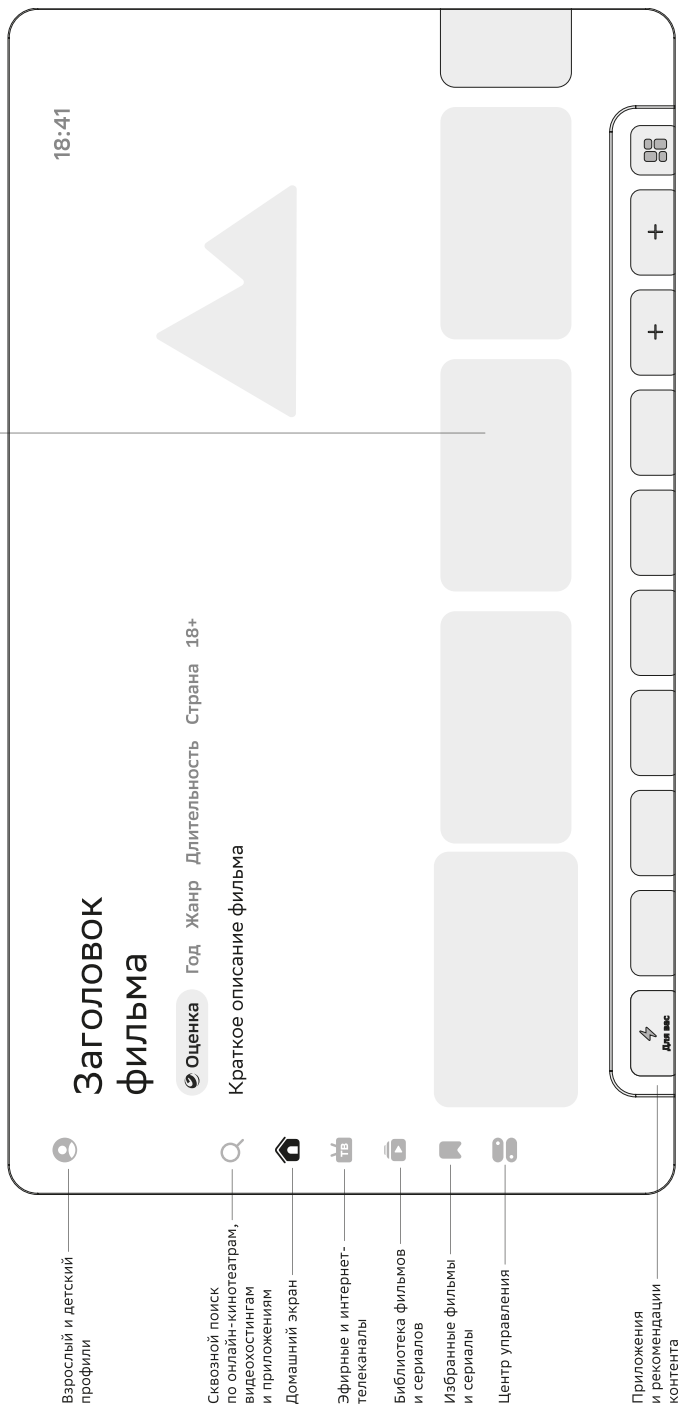 18:41
Заголовок
фильма
Оценка Год Жанр Длительность Страна 18+
Краткое описание фильма
ТВ
Для вас
Взрослый и детский
профили
Сквозной поиск
по онлайн-кинотеатрам,
видеохостингам
и приложениям
Домашний экран
Эфирные и интернет-
телеканалы
Библиотека фильмов
и сериалов
Избранные фильмы
и сериалы
Центр управления
Приложения
и рекомендации
контента